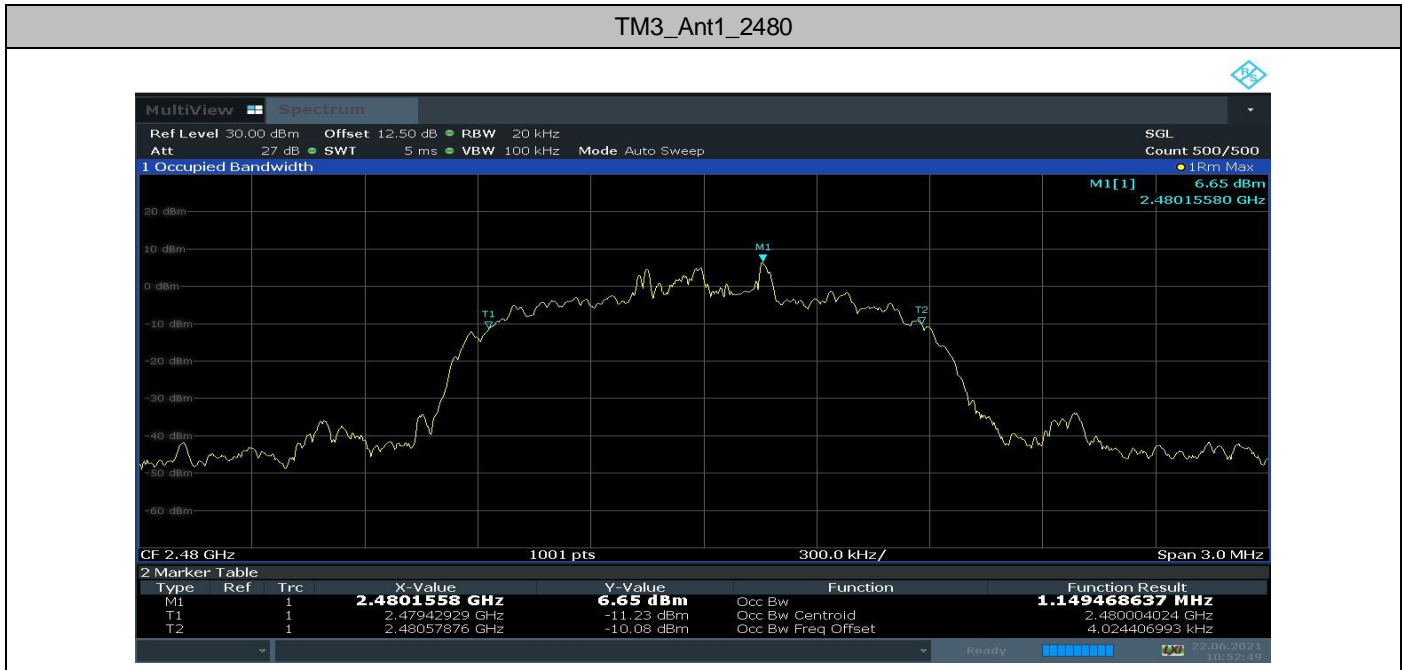 TM3_Ant1_2480
R&S
MultiView Spectrum
Ref Level 30.00 dBm Offset 12.50 dB RBW 20 kHz SGL
Att 27 dB SWT 5 ms VBW 100 kHz Mode Auto Sweep Count 500/500
1 Occupied Bandwidth 1Rm Max
M1[1] 6.65 dBm
2.48015580 GHz
20 dBm
10 dBm
M1
0 dBm
T1
T2
-10 dBm
-20 dBm
-30 dBm
-40 dBm
-50 dBm
-60 dBm
CF 2.48 GHz 1001 pts 300.0 kHz/ Span 3.0 MHz
2 Marker Table
Type Ref Trc X-Value Y-Value Function Function Result
M1 1 2.4801558 GHz 6.65 dBm Occ Bw 1.149468637 MHz
T1 1 2.47942929 GHz -11.23 dBm Occ Bw Centroid 2.480004024 GHz
T2 1 2.48057876 GHz -10.08 dBm Occ Bw Freq Offset 4.024406993 kHz
Ready 22.06.2021
10:52:49